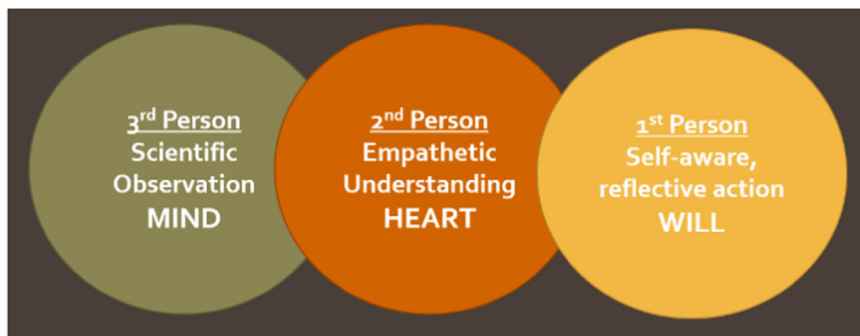 3rd Person
Scientific
Observation
MIND
2nd Person
Empathetic
Understanding
HEART
1st Person
Self-aware,
reflective action
WILL